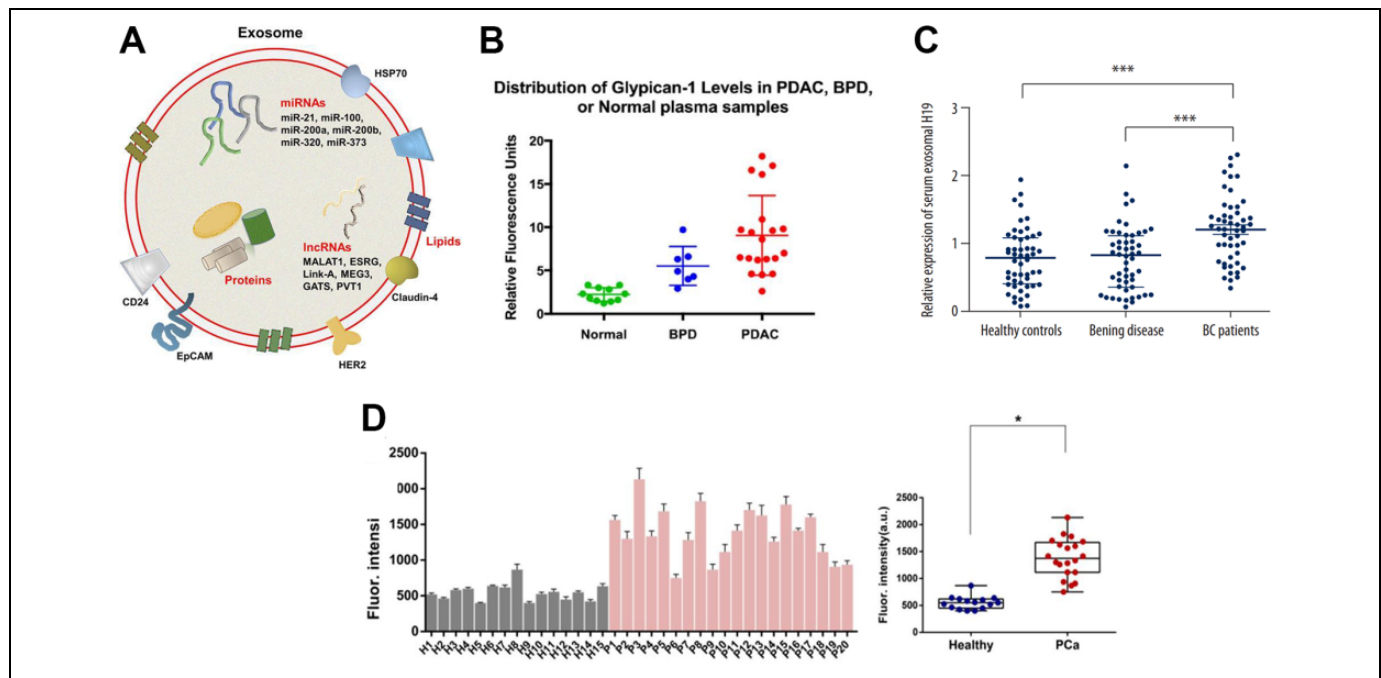 A
Exosome
HSP70
miRNAs
miR-21, miR-100,
miR-200a, miR-200b,
miR-320, miR-373
Lipids
lncRNAs
MALAT1, ESRG,
Link-A, MEG3,
GATS, PVT1
Proteins
Claudin-4
CD24
EpCAM
HER2
B
Distribution of Glypican-1 Levels in PDAC, BPD,
or Normal plasma samples
Relative Fluorescence Units
20
15
10
5
0
Normal BPD PDAC
C
***
***
Relative expression of serum exosomal H19
3
2
1
0
Healthy controls Bening disease BC patients
D
Fluor. intensi
2500
000
1500
1000
500
0
H1 H2 H3 H4 H5 H6 H7 H8 H9 H10 H11 H12 H13 H14 H15 P1 P2 P3 P4 P5 P6 P7 P8 P9 P10 P11 P12 P13 P14 P15 P16 P17 P18 P19 P20
*
Fluor. intensity(a.u.)
2500
2000
1500
1000
500
0
Healthy PCa